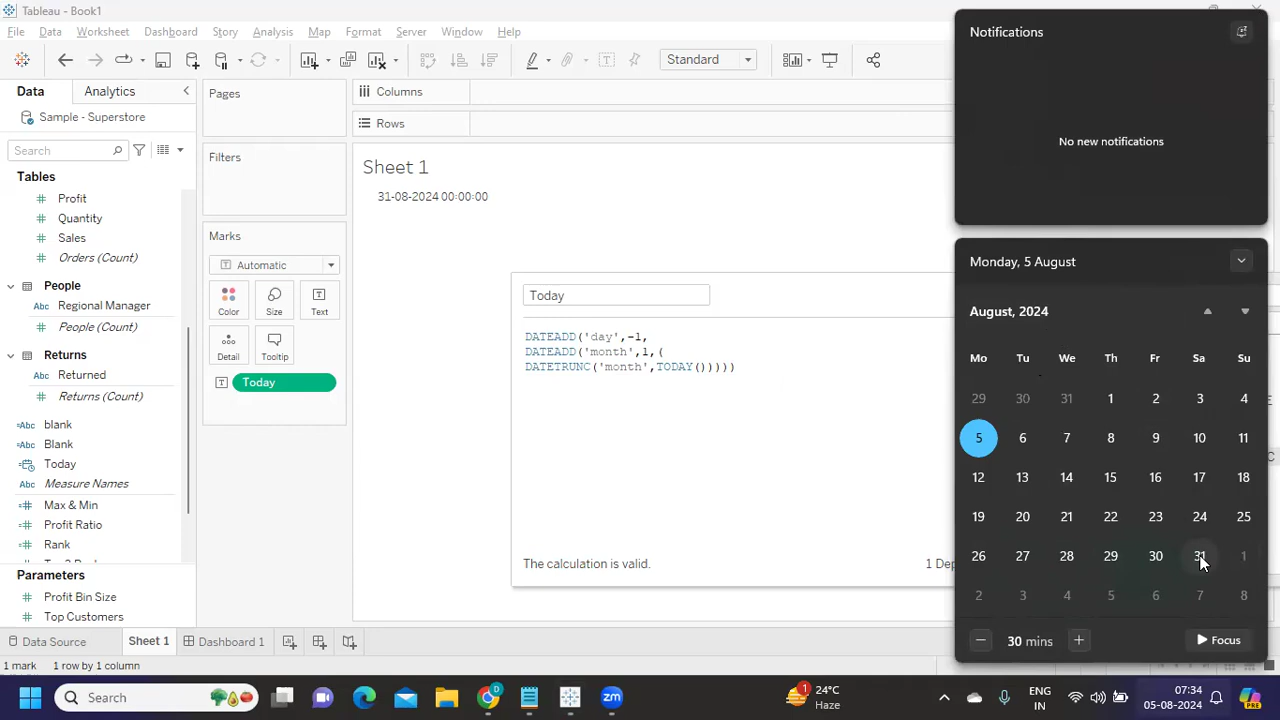 Tableau - Book1
File Data Worksheet Dashboard Story Analysis Map Format Server Window Help
Standard
Data Analytics
Sample - Superstore
Search
Tables
Profit
Quantity
Sales
Orders (Count)
People
Abc Regional Manager
People (Count)
Returns
Abc Returned
Returns (Count)
Abc blank
Abc Blank
Today
Measure Names
Max & Min
Profit Ratio
Rank
Parameters
Profit Bin Size
Top Customers
Pages
Filters
Marks
Automatic
Color Size Text
Detail Tooltip
Today
Columns
Rows
Sheet 1
31-08-2024 00:00:00
Today
DATEADD('day',-1,
DATEADD('month',1,(
DATETRUNC('month',TODAY()))))
The calculation is valid.
Notifications
No new notifications
Monday, 5 August
August, 2024
Mo Tu We Th Fr Sa Su
29 30 31 1 2 3 4
5 6 7 8 9 10 11
12 13 14 15 16 17 18
19 20 21 22 23 24 25
26 27 28 29 30 31 1
2 3 4 5 6 7 8
30 mins Focus
Data Source Sheet 1 Dashboard 1
1 mark 1 row by 1 column
Search
24°C
Haze
ENG
IN
07:34
05-08-2024